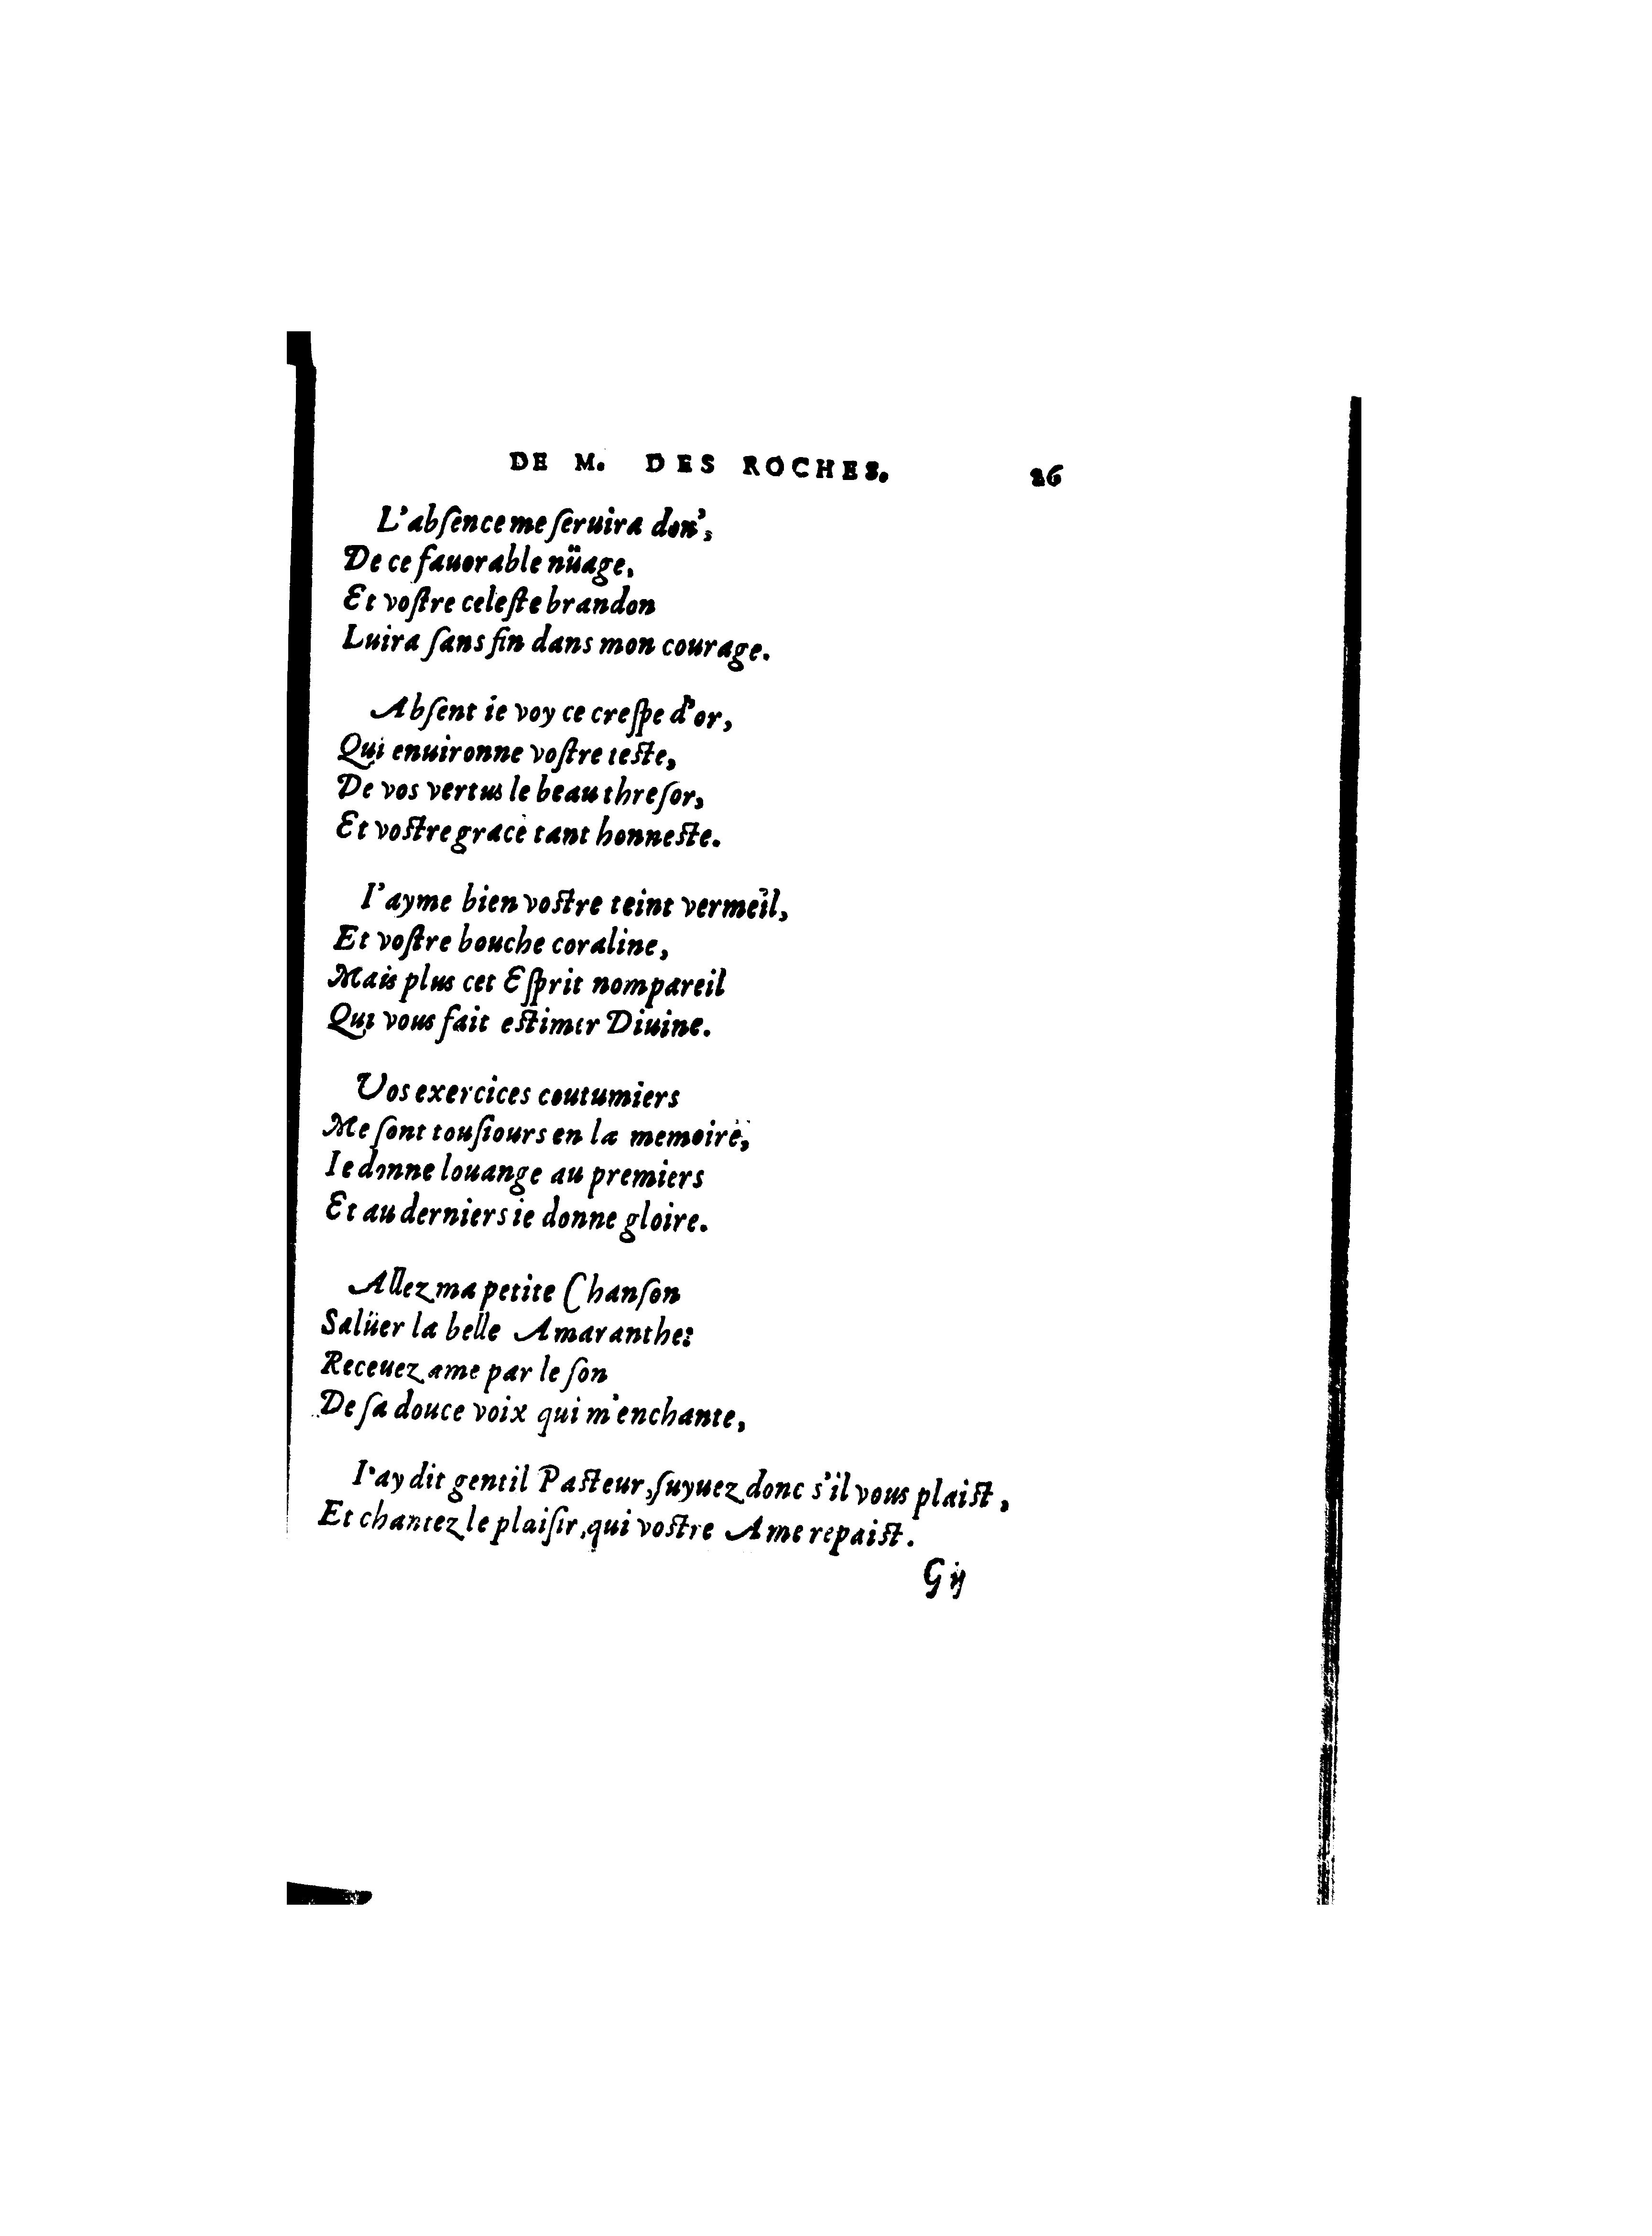 DE M. DES ROCHES. 26
L'abſence me ſeruira don',
De ce fauorable nüage,
Et voſtre celeſte brandon
Luira ſans fin dans mon courage.
Abſent ie voy ce creſpe d'or,
Qui enuironne voſtre teſte,
De vos vertus le beau threſor,
Et voſtre grace tant honneſte.
I'ayme bien voſtre teint vermeil,
Et voſtre bouche coraline,
Mais plus cet Eſprit nompareil
Qui vous fait eſtimer Diuine.
Vos exercices coutumiers
Me ſont touſiours en la memoire,
Ie donne louange au premiers
Et au derniers ie donne gloire.
Allez ma petite Chanſon
Salüer la belle Amaranthe:
Receuez ame par le ſon
De ſa douce voix qui m'enchante,
I'ay dit gentil Paſteur, ſuyuez donc s'il vous plaiſt,
Et chantez le plaiſir, qui voſtre Ame repaiſt.
G ij